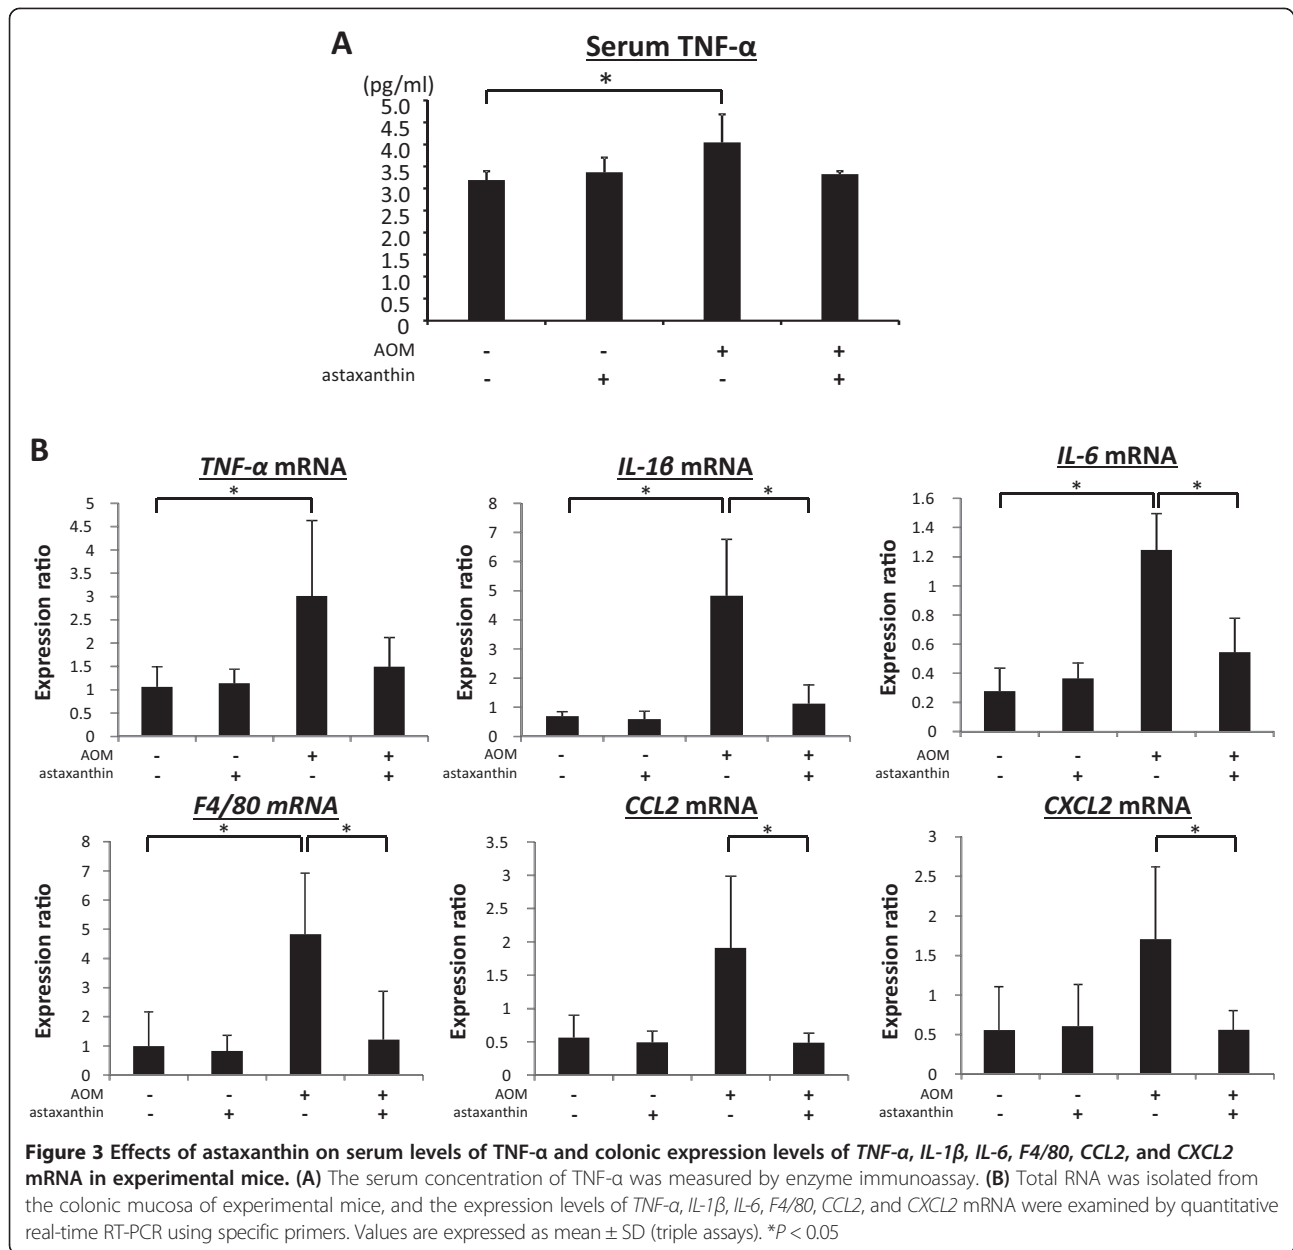 A
Serum TNF-α
(pg/ml)
*
5.0
4.5
4.0
3.5
3.0
2.5
2.0
1.5
1.0
0.5
0
AOM - - + +
astaxanthin - + - +
B
TNF-α mRNA
*
Expression ratio
5
4.5
4
3.5
3
2.5
2
1.5
1
0.5
0
AOM - - + +
astaxanthin - + - +
IL-1β mRNA
* *
Expression ratio
8
7
6
5
4
3
2
1
0
AOM - - + +
astaxanthin - + - +
IL-6 mRNA
* *
Expression ratio
1.6
1.4
1.2
1
0.8
0.6
0.4
0.2
0
AOM - - + +
astaxanthin - + - +
F4/80 mRNA
* *
Expression ratio
8
7
6
5
4
3
2
1
0
AOM - - + +
astaxanthin - + - +
CCL2 mRNA
*
Expression ratio
3.5
3
2.5
2
1.5
1
0.5
0
AOM - - + +
astaxanthin - + - +
CXCL2 mRNA
*
Expression ratio
3
2.5
2
1.5
1
0.5
0
AOM - - + +
astaxanthin - + - +
Figure 3 Effects of astaxanthin on serum levels of TNF-α and colonic expression levels of TNF-α, IL-1β, IL-6, F4/80, CCL2, and CXCL2
mRNA in experimental mice. (A) The serum concentration of TNF-α was measured by enzyme immunoassay. (B) Total RNA was isolated from
the colonic mucosa of experimental mice, and the expression levels of TNF-α, IL-1β, IL-6, F4/80, CCL2, and CXCL2 mRNA were examined by quantitative
real-time RT-PCR using specific primers. Values are expressed as mean ± SD (triple assays). *P < 0.05